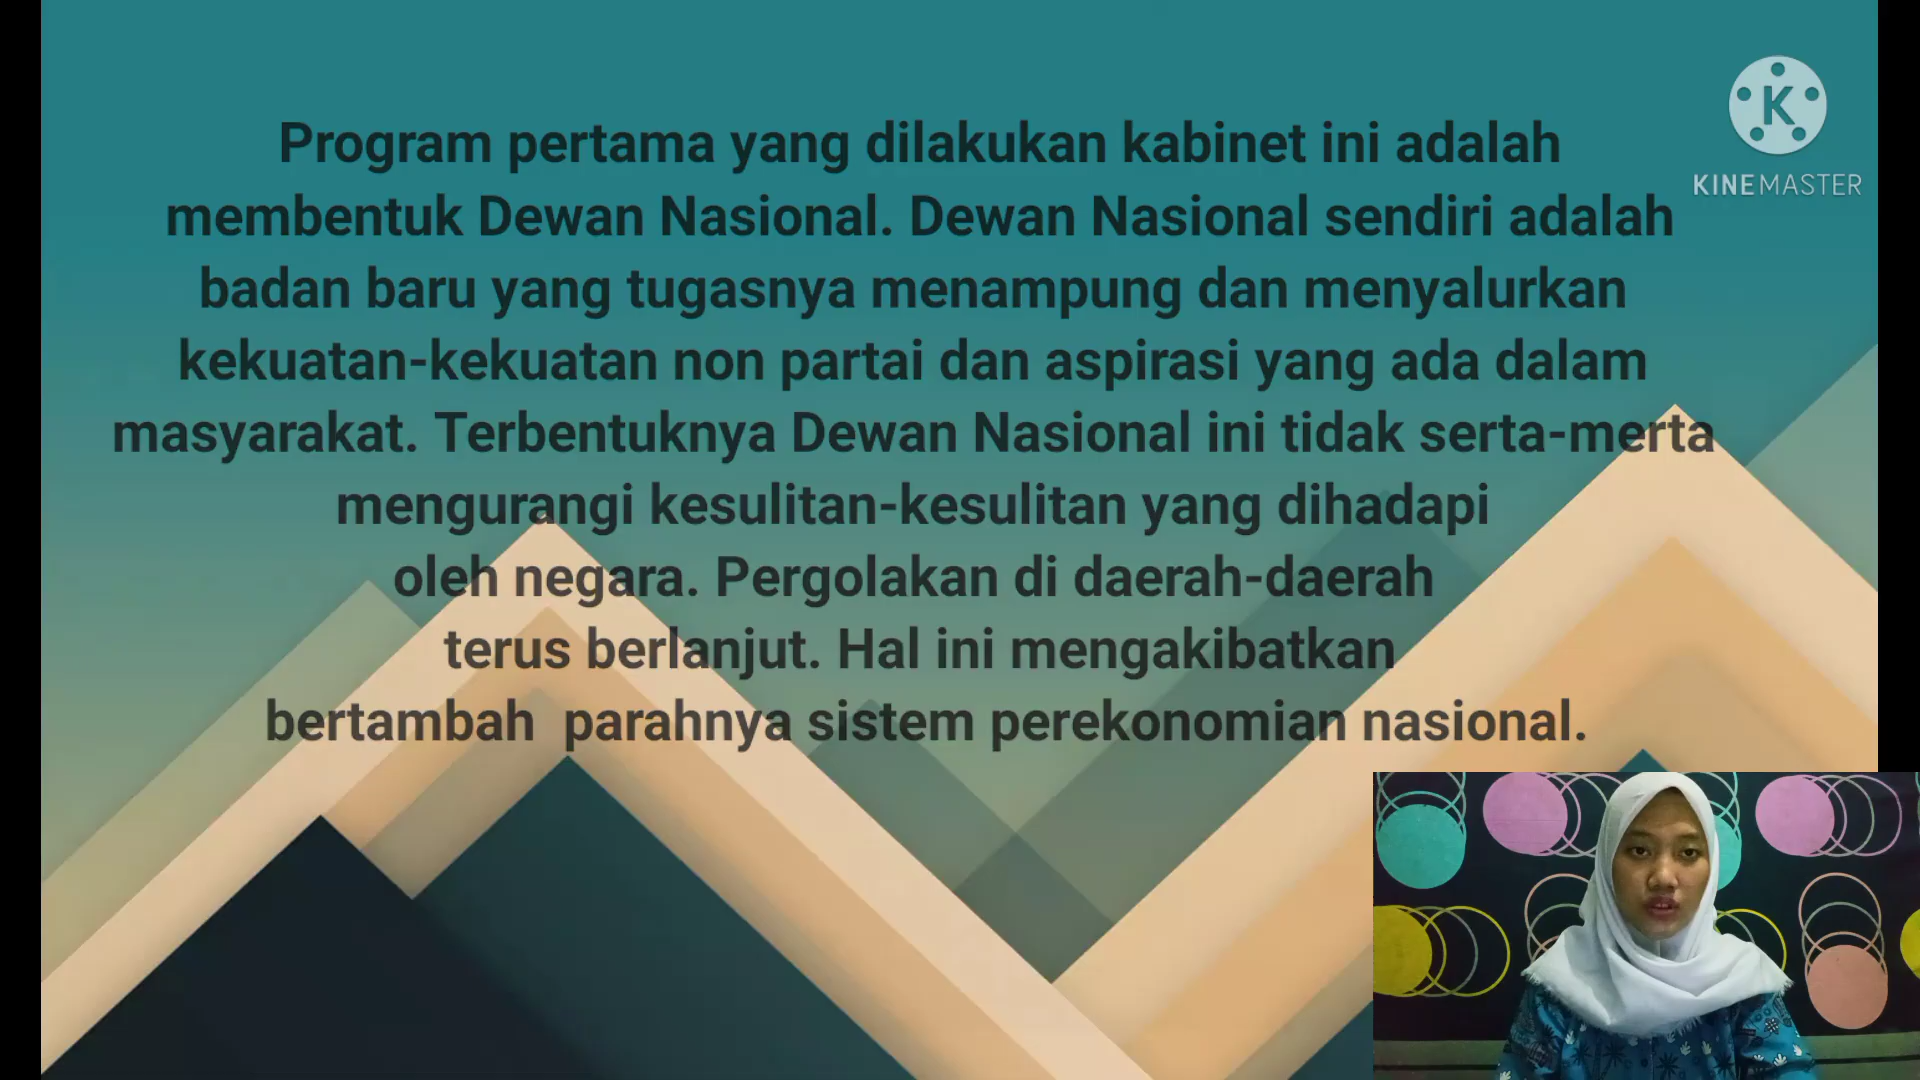 Program pertama yang dilakukan kabinet ini adalah
membentuk Dewan Nasional. Dewan Nasional sendiri adalah
badan baru yang tugasnya menampung dan menyalurkan
kekuatan-kekuatan non partai dan aspirasi yang ada dalam
masyarakat. Terbentuknya Dewan Nasional ini tidak serta-merta
mengurangi kesulitan-kesulitan yang dihadapi
oleh negara. Pergolakan di daerah-daerah
terus berlanjut. Hal ini mengakibatkan
bertambah  parahnya sistem perekonomian nasional.
K
KINEMASTER